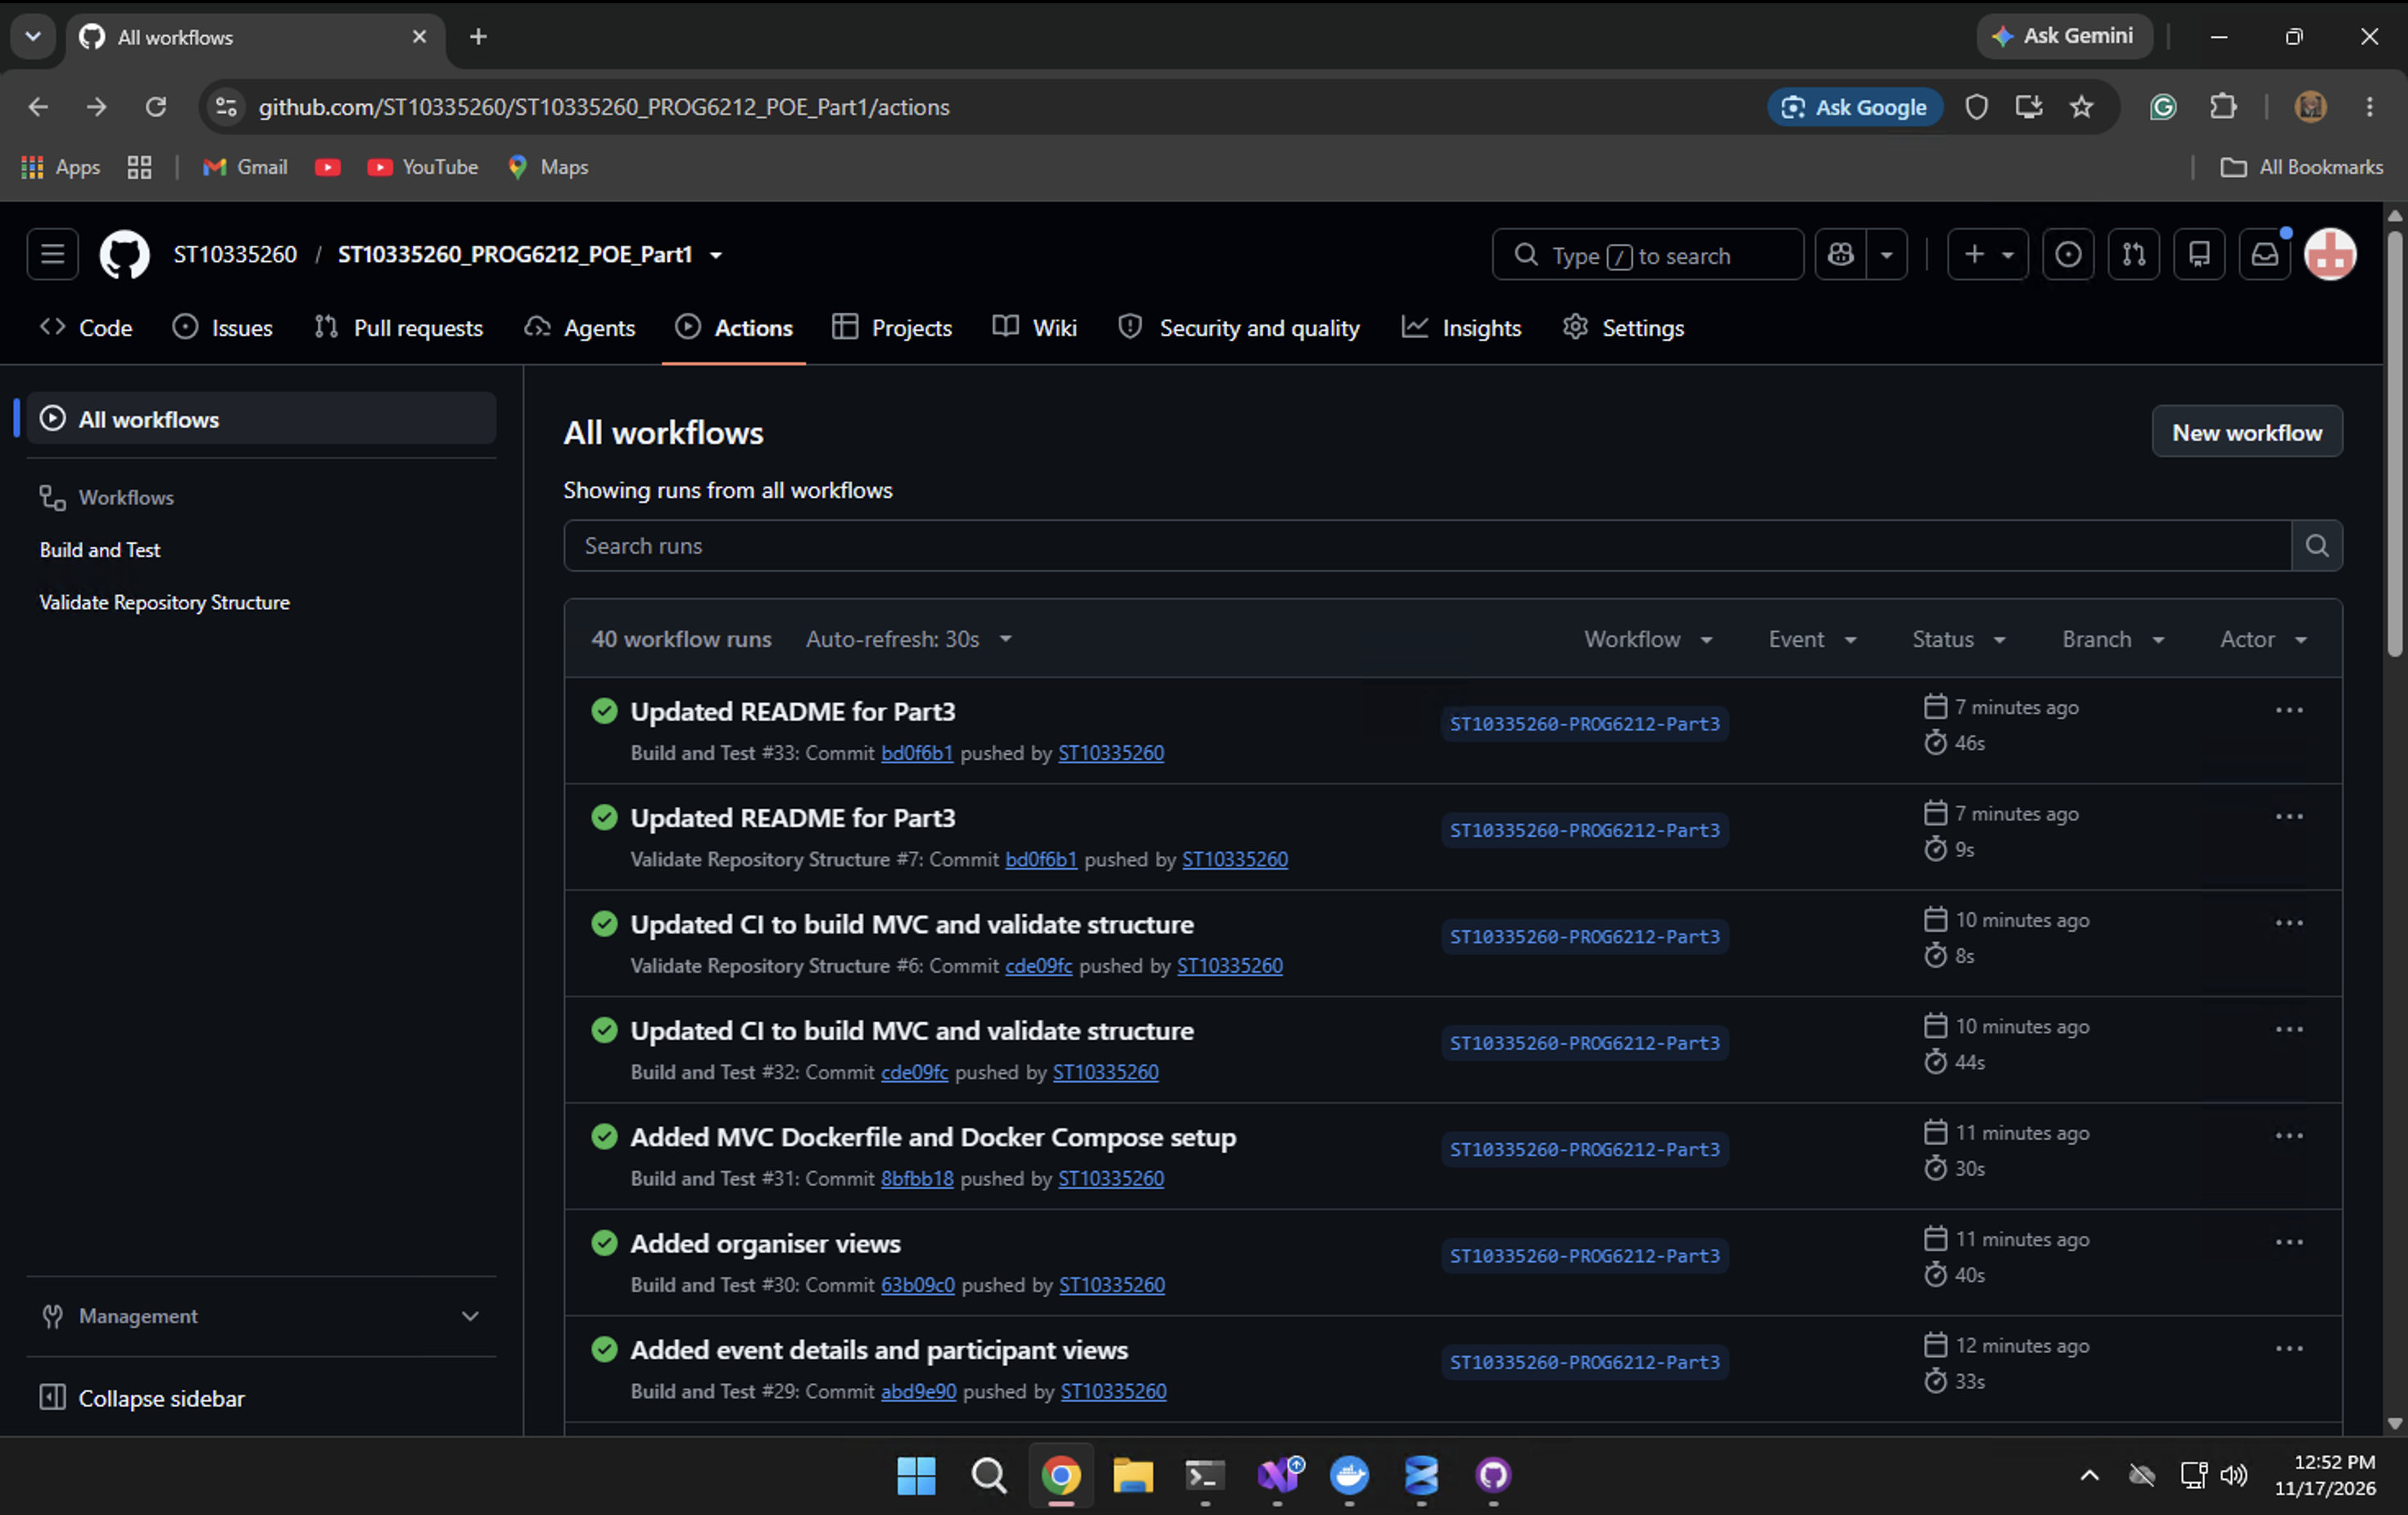 All workflows
Ask Gemini
github.com/ST10335260/ST10335260_PROG6212_POE_Part1/actions
Ask Google
Apps
Gmail
YouTube
Maps
All Bookmarks
ST10335260 / ST10335260_PROG6212_POE_Part1
Type / to search
Code
Issues
Pull requests
Agents
Actions
Projects
Wiki
Security and quality
Insights
Settings
All workflows
Workflows
Build and Test
Validate Repository Structure
Management
Collapse sidebar
All workflows
New workflow
Showing runs from all workflows
Search runs
40 workflow runs
Auto-refresh: 30s
Workflow
Event
Status
Branch
Actor
Updated README for Part3
Build and Test #33: Commit bd0f6b1 pushed by ST10335260
ST10335260-PROG6212-Part3
7 minutes ago
46s
Updated README for Part3
Validate Repository Structure #7: Commit bd0f6b1 pushed by ST10335260
ST10335260-PROG6212-Part3
7 minutes ago
9s
Updated CI to build MVC and validate structure
Validate Repository Structure #6: Commit cde09fc pushed by ST10335260
ST10335260-PROG6212-Part3
10 minutes ago
8s
Updated CI to build MVC and validate structure
Build and Test #32: Commit cde09fc pushed by ST10335260
ST10335260-PROG6212-Part3
10 minutes ago
44s
Added MVC Dockerfile and Docker Compose setup
Build and Test #31: Commit 8bfbb18 pushed by ST10335260
ST10335260-PROG6212-Part3
11 minutes ago
30s
Added organiser views
Build and Test #30: Commit 63b09c0 pushed by ST10335260
ST10335260-PROG6212-Part3
11 minutes ago
40s
Added event details and participant views
Build and Test #29: Commit abd9e90 pushed by ST10335260
ST10335260-PROG6212-Part3
12 minutes ago
33s
12:52 PM
11/17/2026